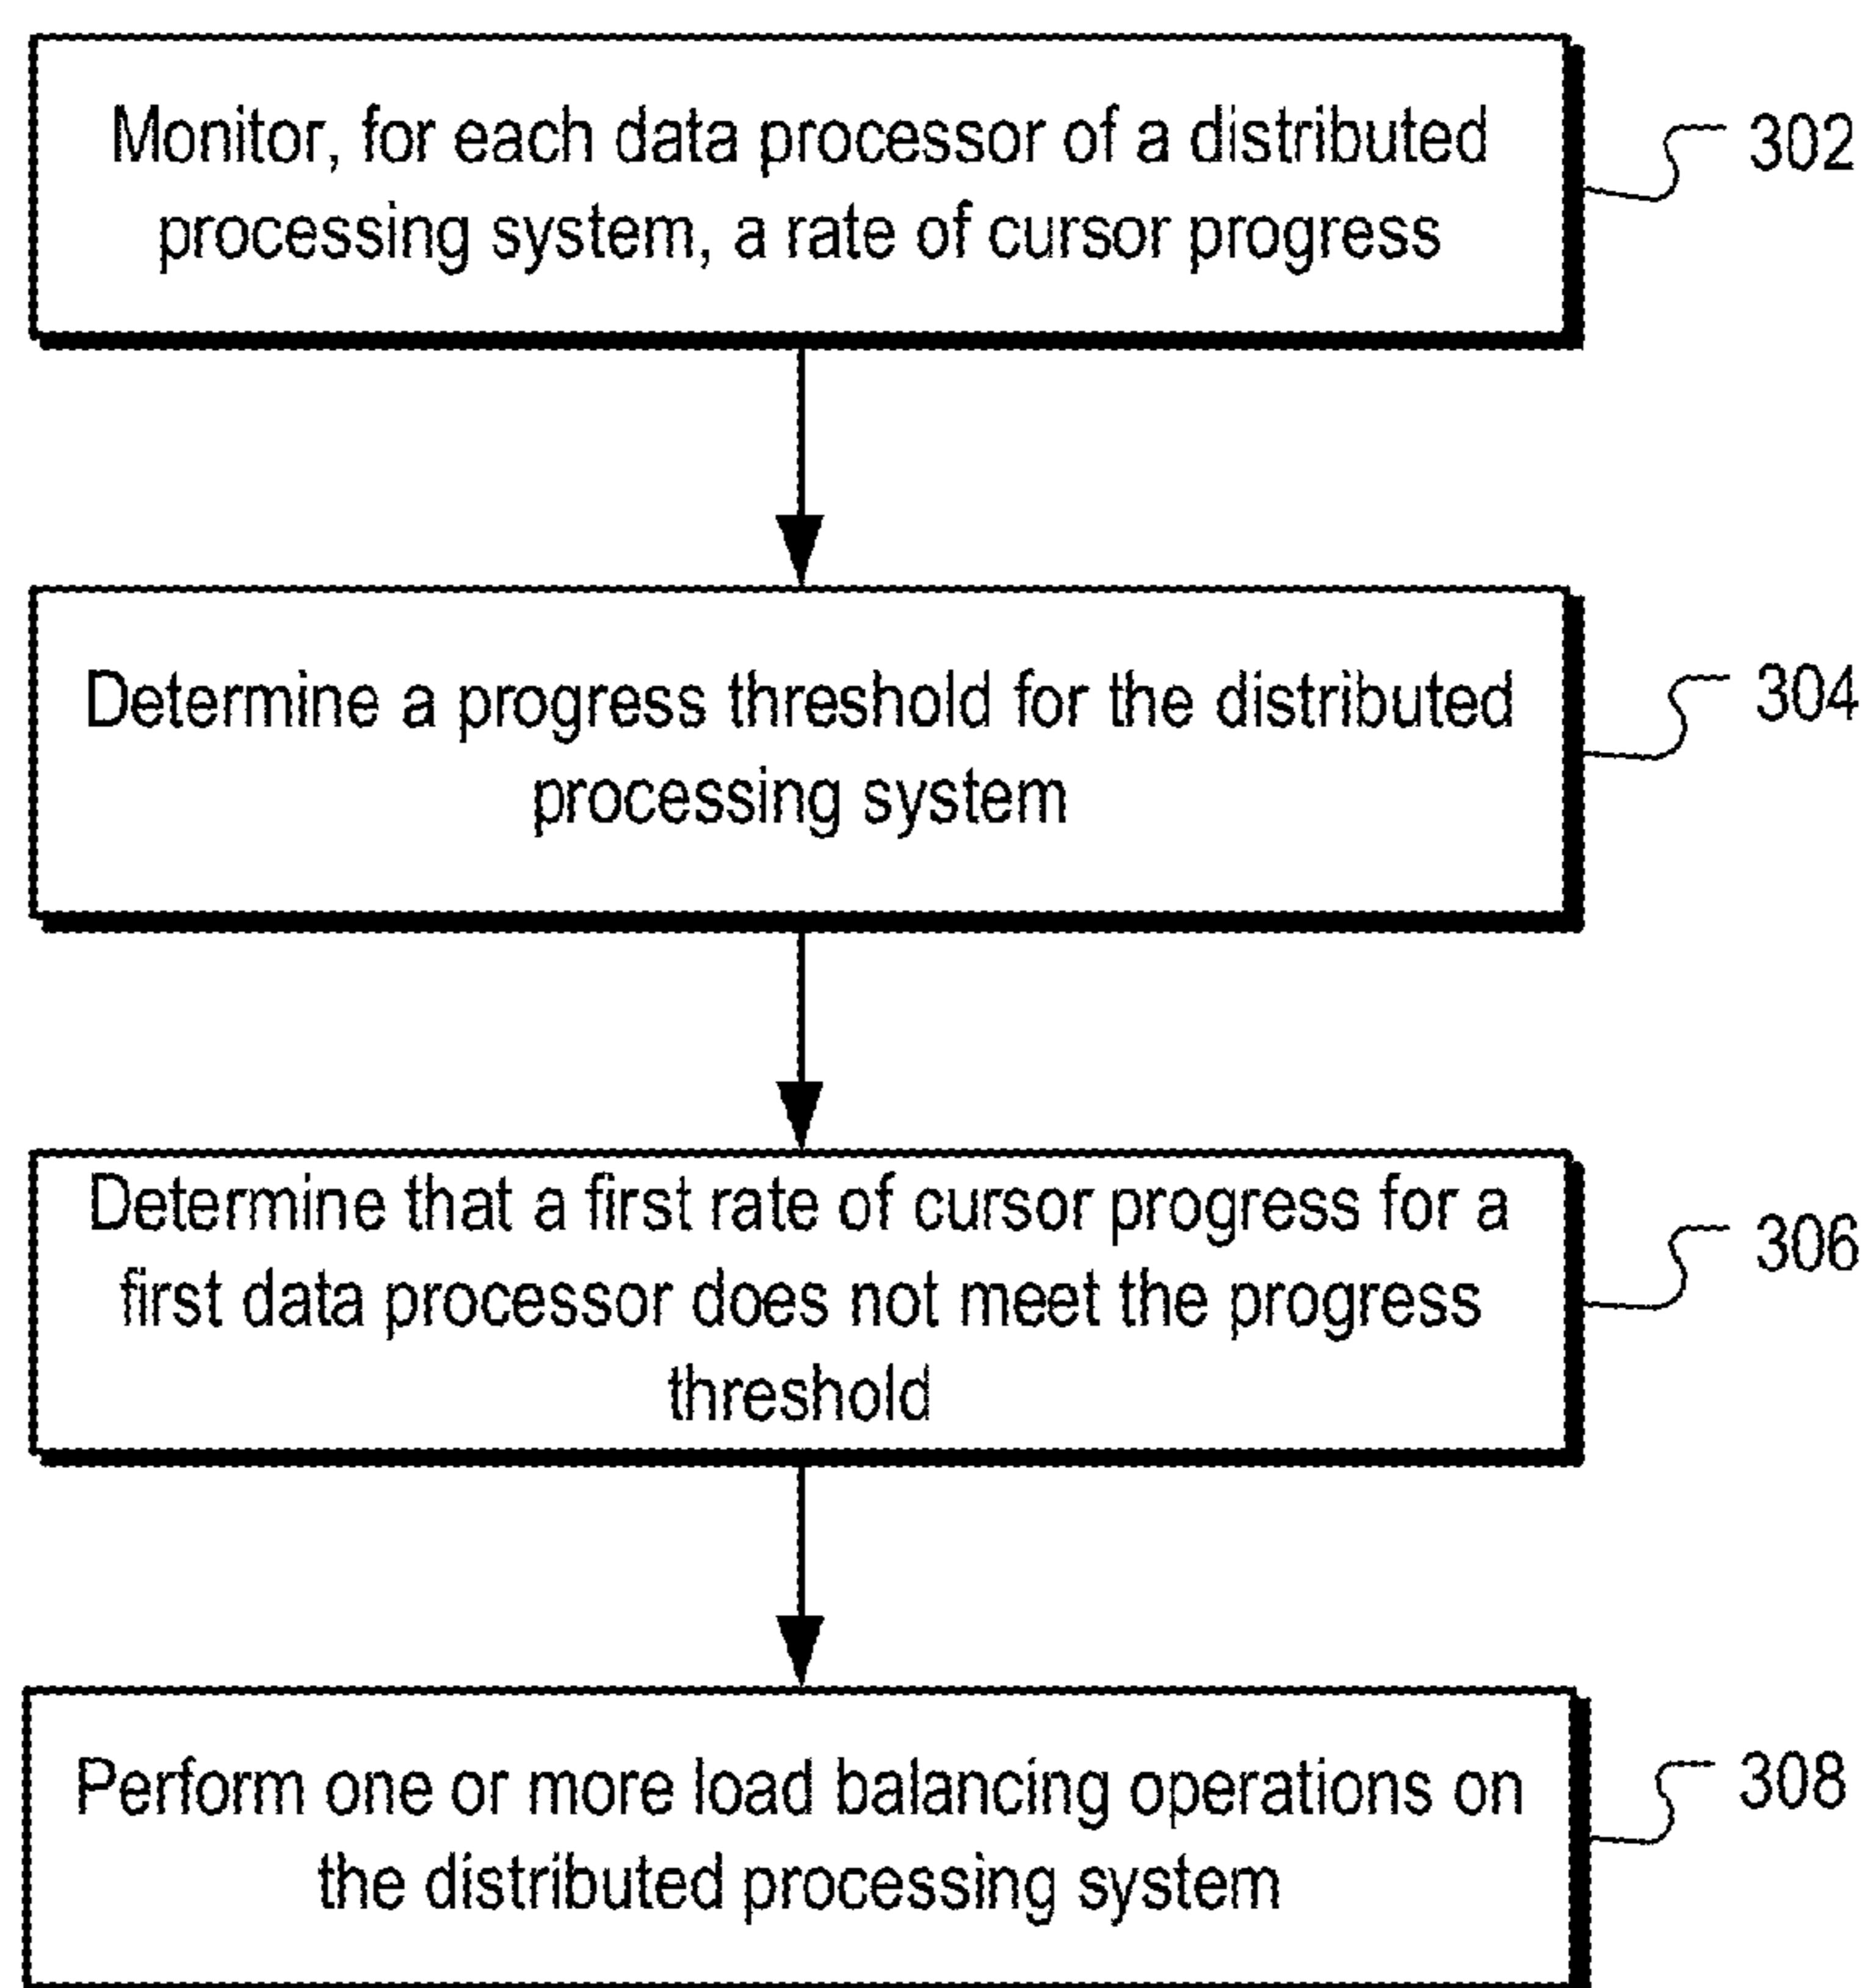 Monitor, for each data processor of a distributed
processing system, a rate of cursor progress
302
Determine a progress threshold for the distributed
processing system
304
Determine that a first rate of cursor progress for a
first data processor does not meet the progress
threshold
306
Perform one or more load balancing operations on
the distributed processing system
308